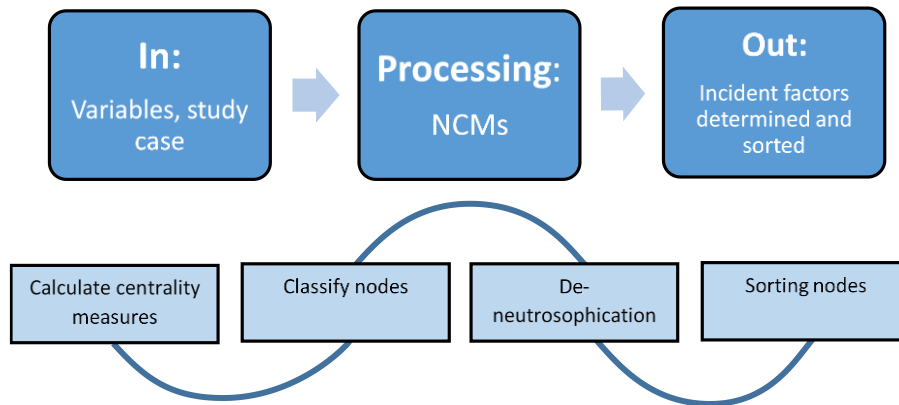 In:
Variables, study
case
Processing:
NCMs
Out:
Incident factors
determined and
sorted
Calculate centrality
measures
Classify nodes
De-
neutrosophication
Sorting nodes